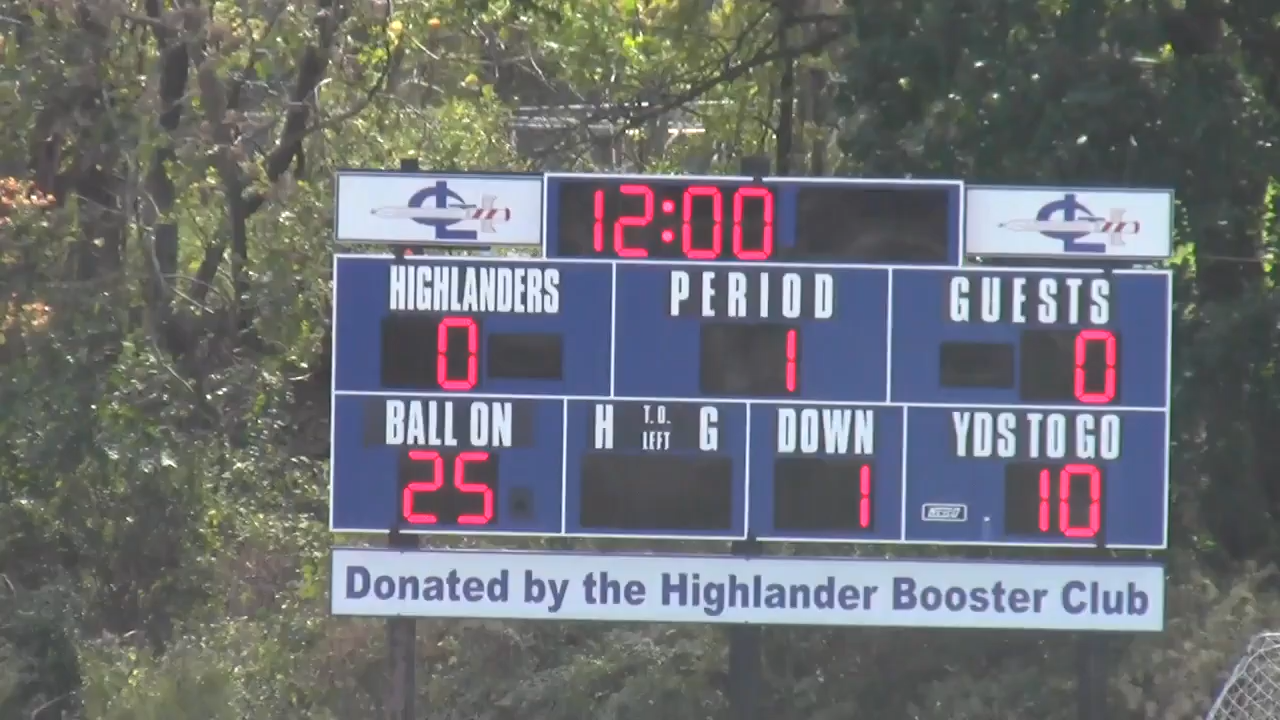 12:00
HIGHLANDERS PERIOD GUESTS
0 1 0
BALL ON H T.O. LEFT G DOWN YDS TO GO
25 1 10
NEVCO
Donated by the Highlander Booster Club